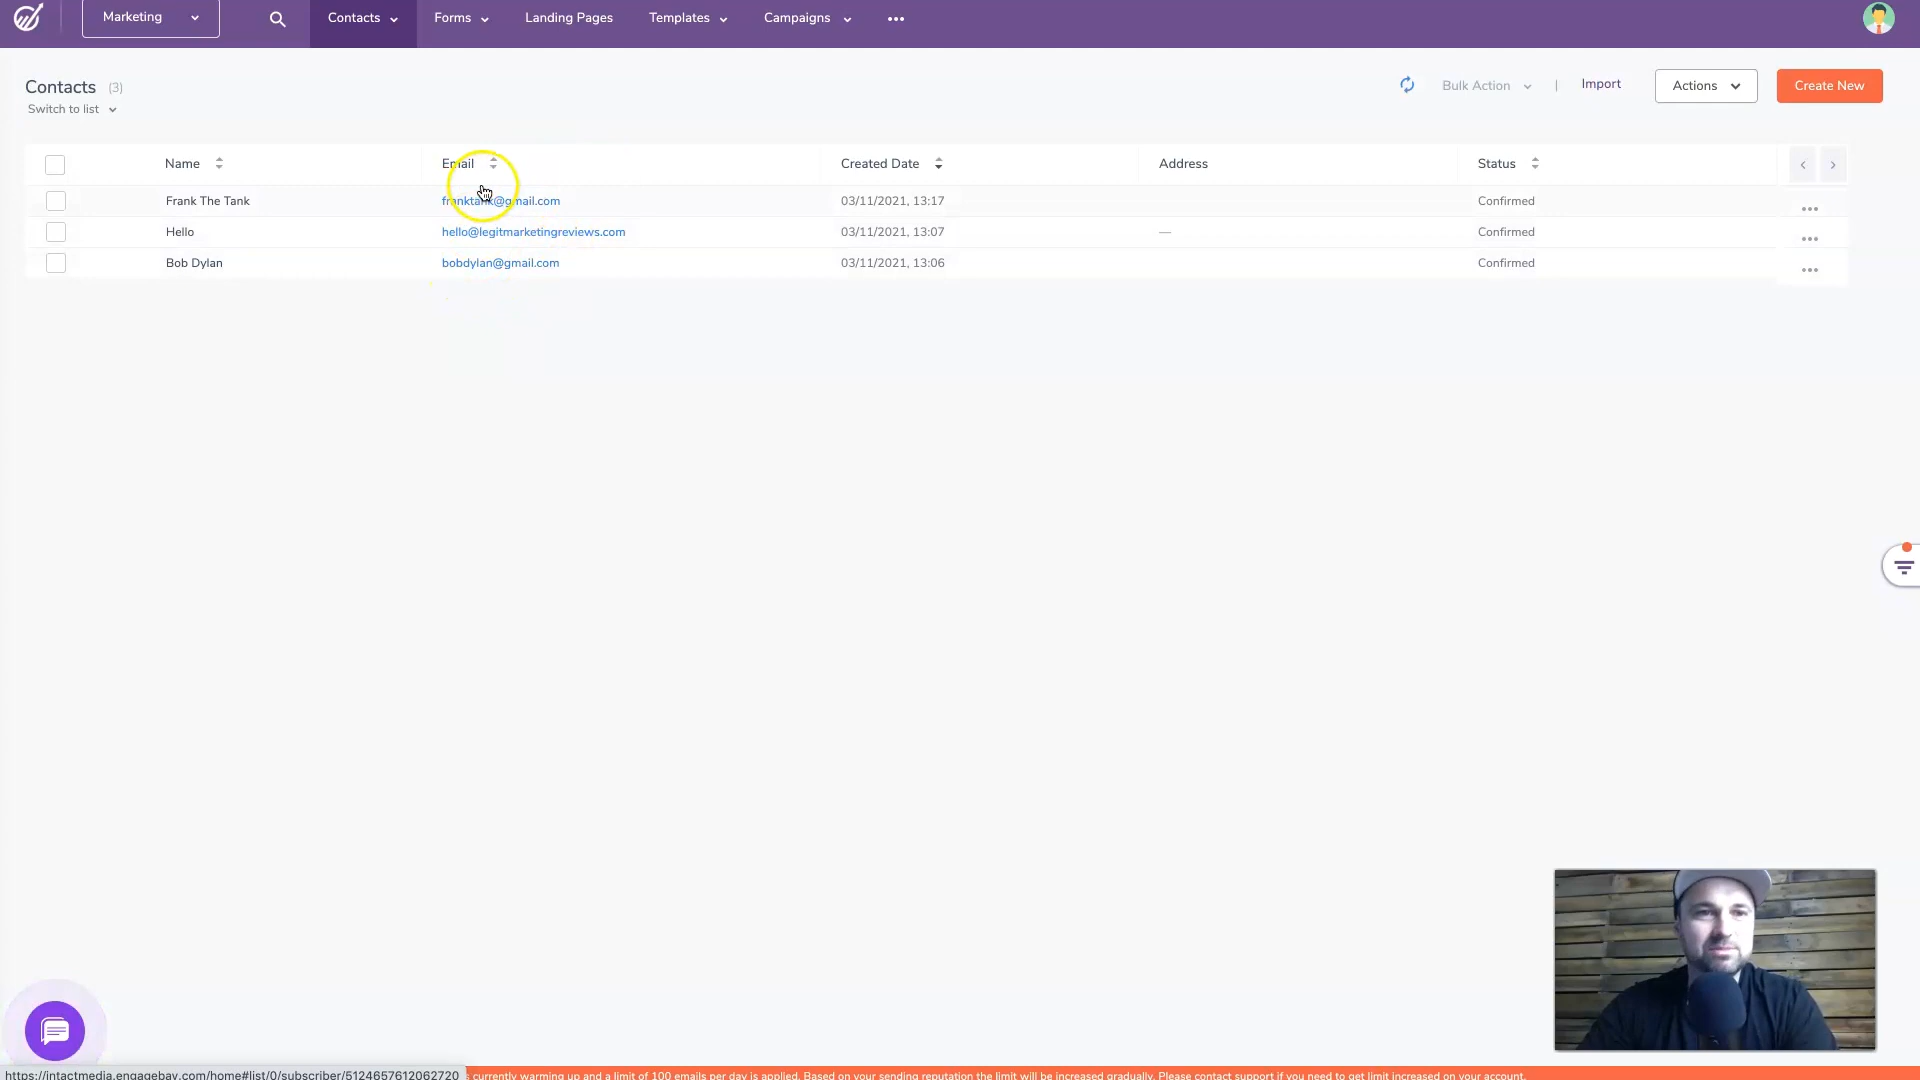 Marketing
Contacts
Forms
Landing Pages
Templates
Campaigns
Contacts (3)
Switch to list
Bulk Action
|
Import
Actions
Create New
Name
Email
Created Date
Address
Status
Frank The Tank
franktank@gmail.com
03/11/2021, 13:17
Confirmed
Hello
hello@legitmarketingreviews.com
03/11/2021, 13:07
—
Confirmed
Bob Dylan
bobdylan@gmail.com
03/11/2021, 13:06
Confirmed
https://intactmedia.engagebay.com/home#list/0/subscriber/5124657612062720
s currently warming up and a limit of 100 emails per day is applied. Based on your sending reputation the limit will be increased gradually. Please contact support if you need to get limit increased on your account.